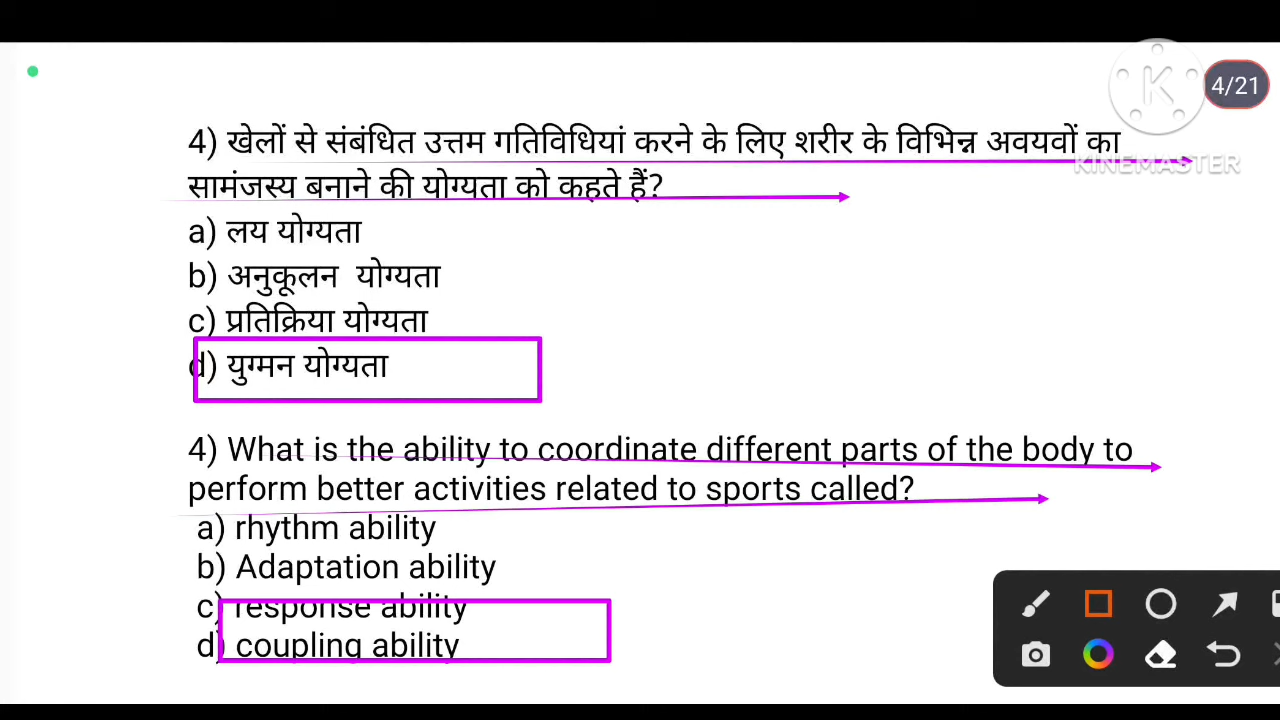 4/21
KINEMASTER
4) खेलों से संबंधित उत्तम गतिविधियां करने के लिए शरीर के विभिन्न अवयवों का
सामंजस्य बनाने की योग्यता को कहते हैं?
a) लय योग्यता
b) अनुकूलन योग्यता
c) प्रतिक्रिया योग्यता
d) युग्मन योग्यता
4) What is the ability to coordinate different parts of the body to
perform better activities related to sports called?
a) rhythm ability
b) Adaptation ability
c) response ability
d) coupling ability